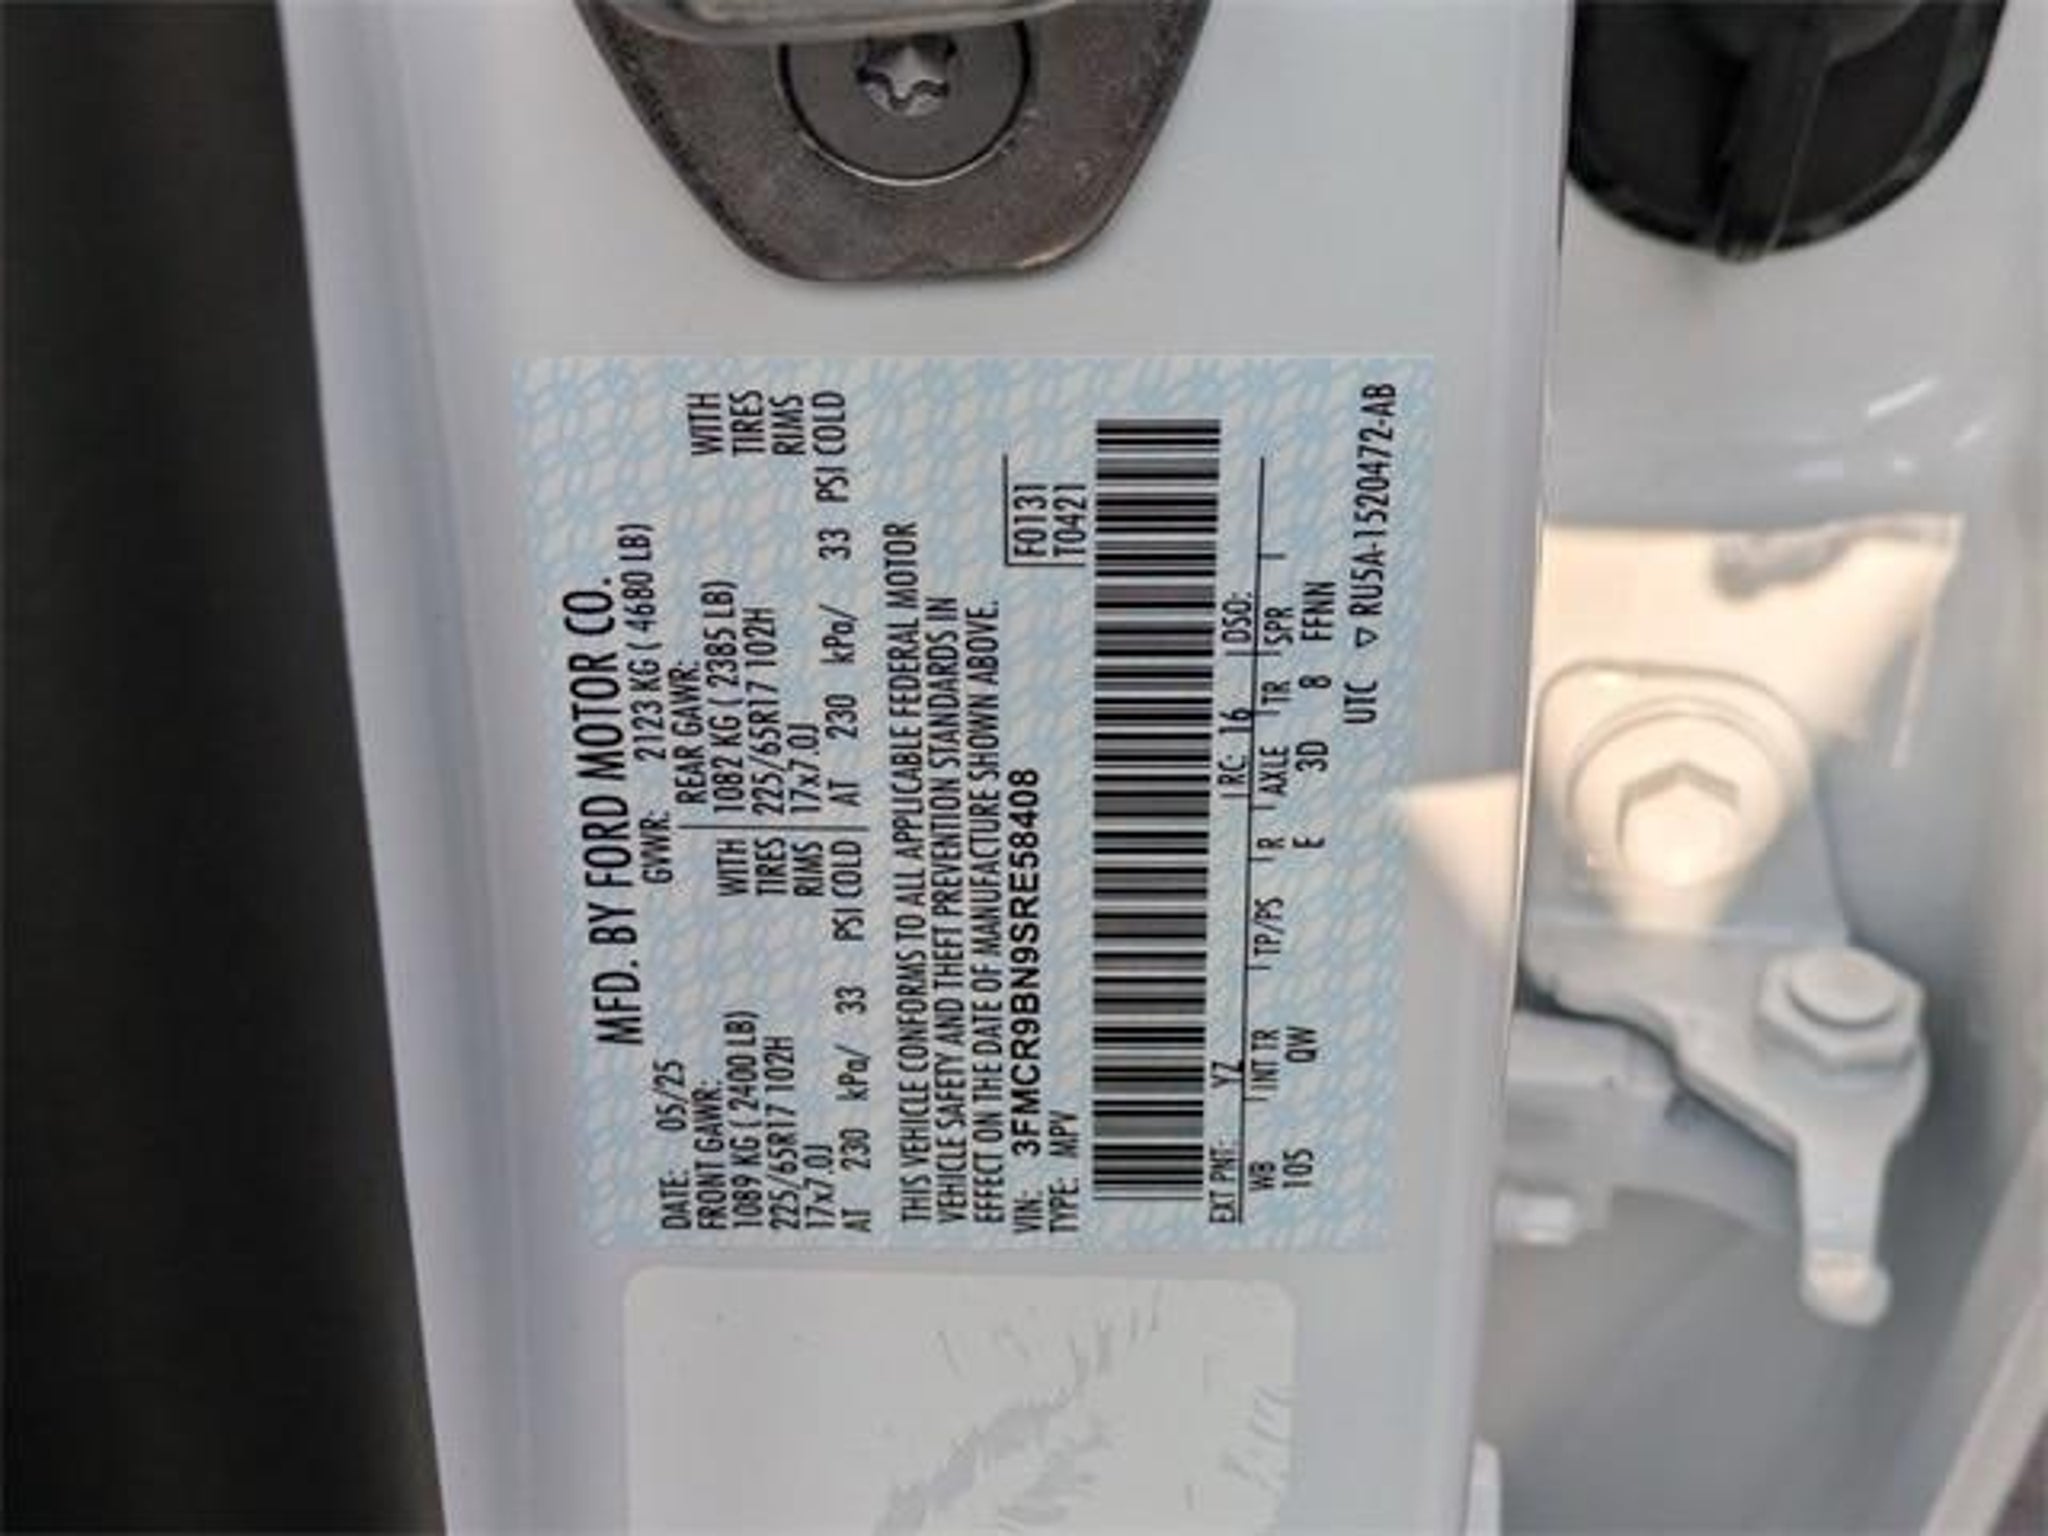 MFD. BY FORD MOTOR CO.
DATE: 05/25 GVWR: 2123 KG ( 4680 LB)
FRONT GAWR: REAR GAWR:
1089 KG ( 2400 LB) WITH 1082 KG ( 2385 LB) WITH
225/65R17 102H TIRES 225/65R17 102H TIRES
17x7.0J RIMS 17x7.0J RIMS
AT 230 kPa/ 33 PSI COLD AT 230 kPa/ 33 PSI COLD
THIS VEHICLE CONFORMS TO ALL APPLICABLE FEDERAL MOTOR
VEHICLE SAFETY AND THEFT PREVENTION STANDARDS IN
EFFECT ON THE DATE OF MANUFACTURE SHOWN ABOVE.
VIN: 3FMCR9BN9SRE58408 F0131
TYPE: MPV T0421
EXT PNT: YZ RC: 16 DSO:
WB INT TR TP/PS R AXLE TR SPR
105 QW E 3D 8 FFNN
UTC ▽ RU5A-1520472-AB